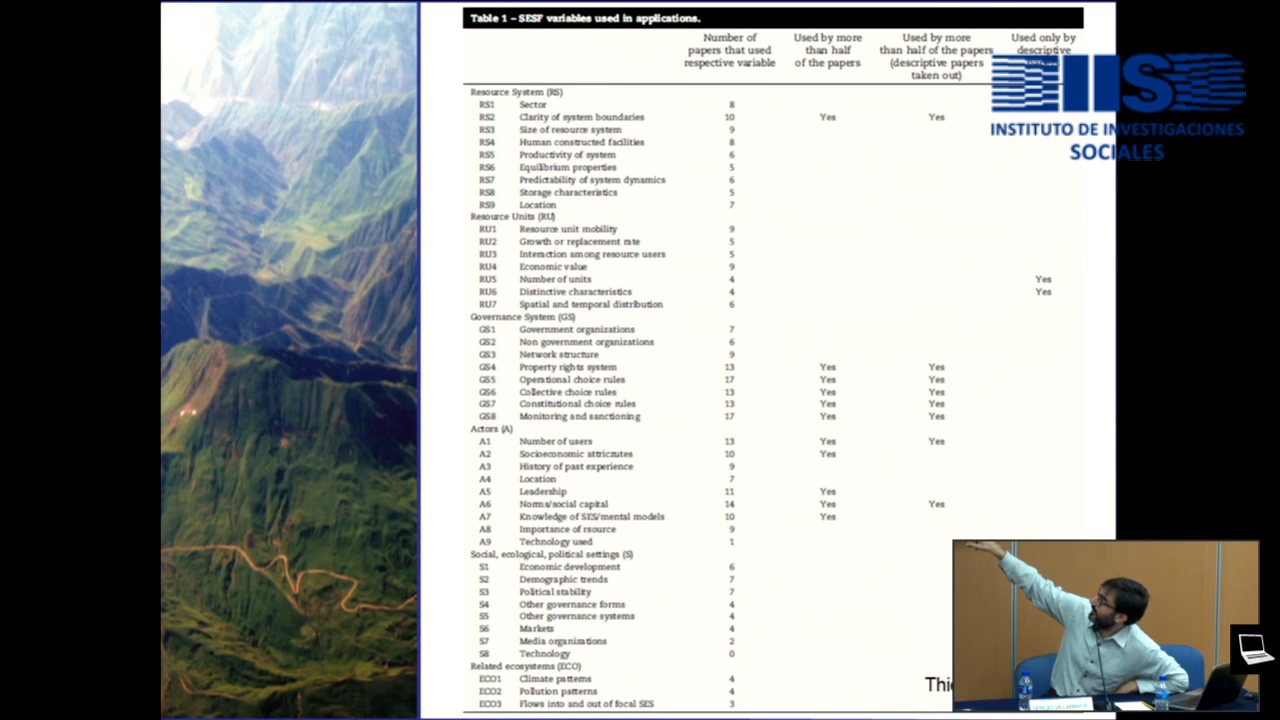 Table 1 – SESF variables used in applications.
Number of papers that used respective variable
Used by more than half of the papers
Used by more than half of the papers (descriptive papers taken out)
Used only by descriptive
IIS
INSTITUTO DE INVESTIGACIONES
SOCIALES
Resource System (RS)
RS1 Sector 8
RS2 Clarity of system boundaries 10 Yes Yes
RS3 Size of resource system 9
RS4 Human constructed facilities 8
RS5 Productivity of system 6
RS6 Equilibrium properties 5
RS7 Predictability of system dynamics 6
RS8 Storage characteristics 5
RS9 Location 7
Resource Units (RU)
RU1 Resource unit mobility 9
RU2 Growth or replacement rate 5
RU3 Interaction among resource users 5
RU4 Economic value 9
RU5 Number of units 4 Yes
RU6 Distinctive characteristics 4 Yes
RU7 Spatial and temporal distribution 6
Governance System (GS)
GS1 Government organizations 7
GS2 Non government organizations 6
GS3 Network structure 9
GS4 Property rights system 13 Yes Yes
GS5 Operational choice rules 17 Yes Yes
GS6 Collective choice rules 13 Yes Yes
GS7 Constitutional choice rules 13 Yes Yes
GS8 Monitoring and sanctioning 17 Yes Yes
Actors (A)
A1 Number of users 13 Yes Yes
A2 Socioeconomic attriczutes 10 Yes
A3 History of past experience 9
A4 Location 7
A5 Leadership 11 Yes
A6 Norms/social capital 14 Yes Yes
A7 Knowledge of SES/mental models 10 Yes
A8 Importance of rsource 9
A9 Technology used 1
Social, ecological, political settings (S)
S1 Economic development 6
S2 Demographic trends 7
S3 Political stability 7
S4 Other governance forms 4
S5 Other governance systems 4
S6 Markets 4
S7 Media organizations 2
S8 Technology 0
Related ecosystems (ECO)
ECO1 Climate patterns 4
ECO2 Pollution patterns 4
ECO3 Flows into and out of focal SES 3
Thi